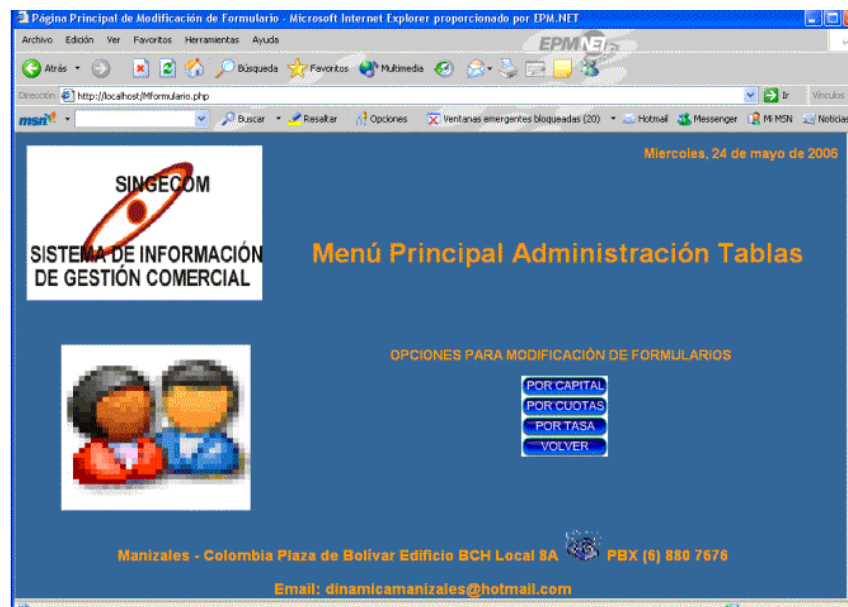 Página Principal de Modificación de Formulario - Microsoft Internet Explorer proporcionado por EPM.NET
Archivo Edición Ver Favoritos Herramientas Ayuda
EPM NET
Atrás Búsqueda Favoritos Multimedia
Dirección http://localhost/Mformulario.php Ir Vínculos
msn Buscar Resaltar Opciones Ventanas emergentes bloqueadas (20) Hotmail Messenger Mi MSN Noticias
Miercoles, 24 de mayo de 2006
SINGECOM
SISTEMA DE INFORMACIÓN
DE GESTIÓN COMERCIAL
Menú Principal Administración Tablas
OPCIONES PARA MODIFICACIÓN DE FORMULARIOS
POR CAPITAL
POR CUOTAS
POR TASA
VOLVER
Manizales - Colombia Plaza de Bolívar Edificio BCH Local 8A PBX (6) 880 7676
Email: dinamicamanizales@hotmail.com